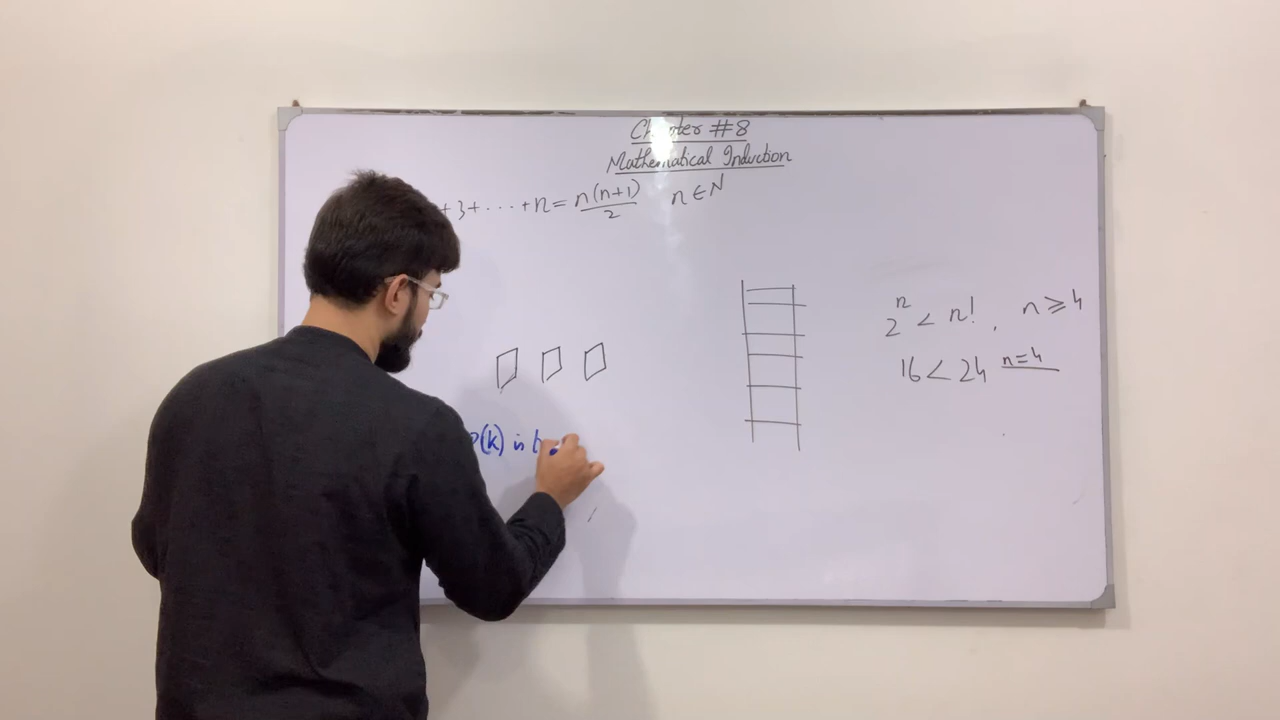 Chapter #8
Mathematical Induction
+3+...+n = n(n+1)/2 n∈N
2ⁿ < n! , n ≥ 4
16 < 24 n=4
(k) is